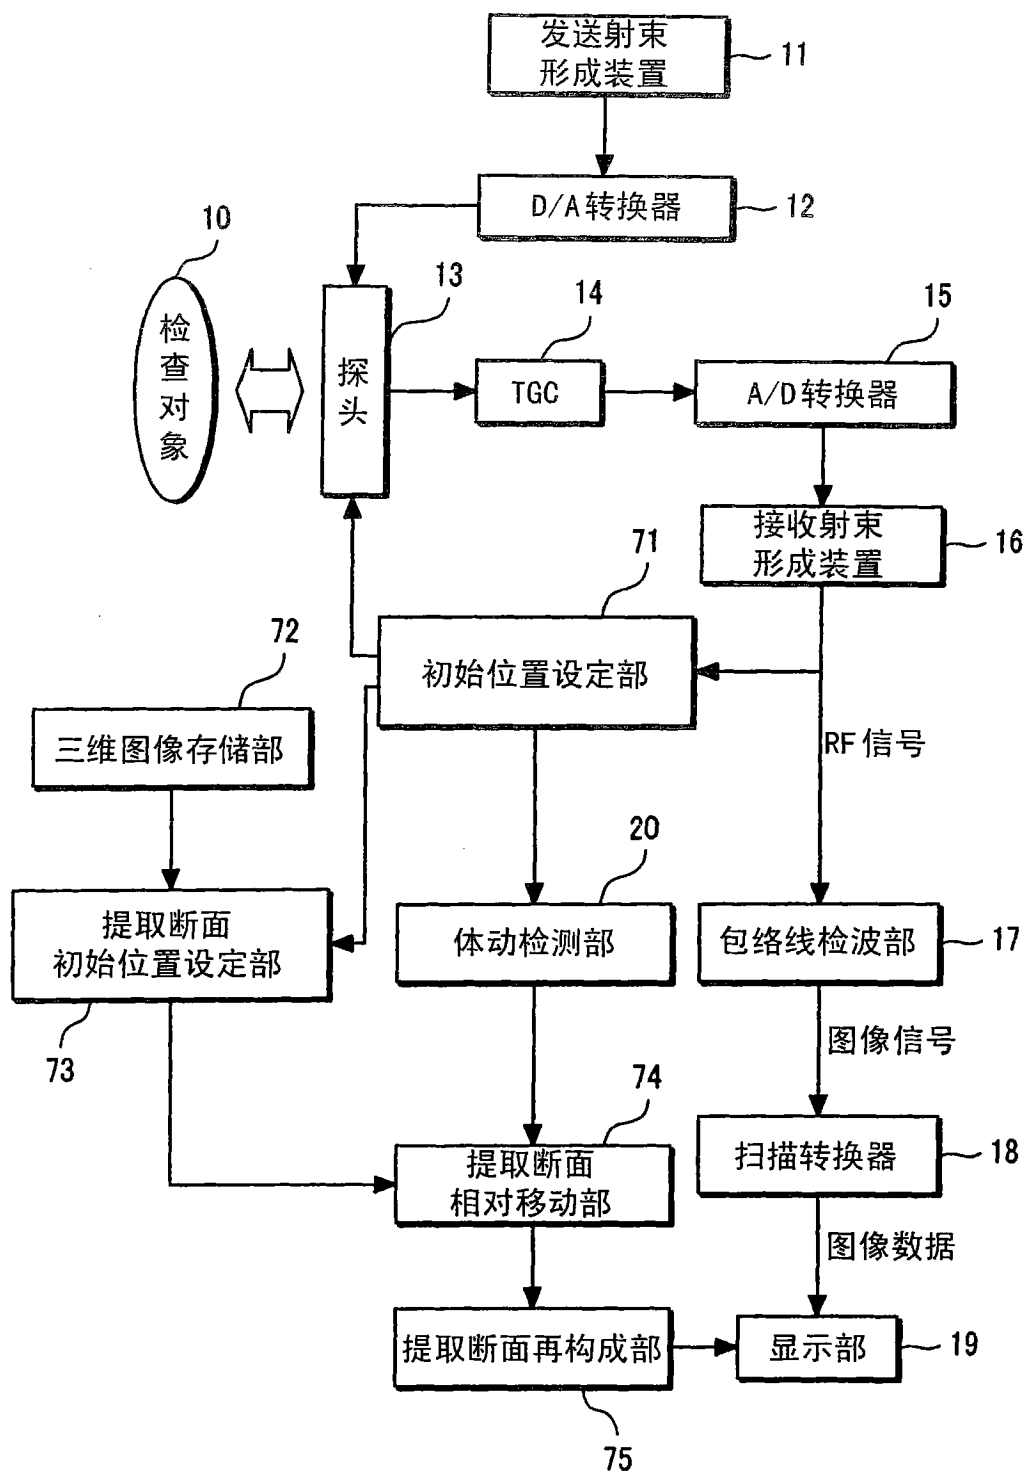 发送射束
形成装置
11
D/A转换器
12
10
检查对象
探头
13
14
TGC
15
A/D转换器
接收射束
形成装置
16
71
初始位置设定部
72
三维图像存储部
RF信号
20
提取断面
初始位置设定部
73
体动检测部
包络线检波部
17
图像信号
74
提取断面
相对移动部
扫描转换器
18
图像数据
提取断面再构成部
75
显示部
19